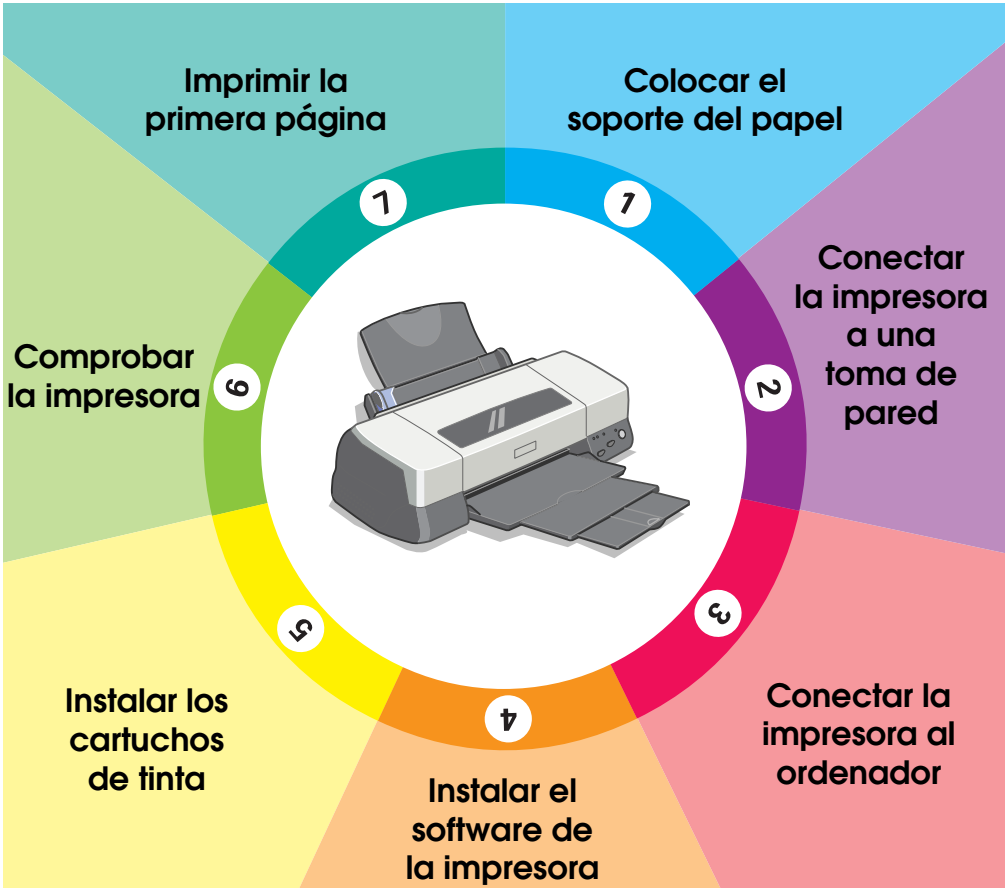 1
Colocar el
soporte del papel
2
Conectar
la impresora
a una
toma de
pared
3
Conectar la
impresora al
ordenador
4
Instalar el
software de
la impresora
5
Instalar los
cartuchos
de tinta
6
Comprobar
la impresora
7
Imprimir la
primera página